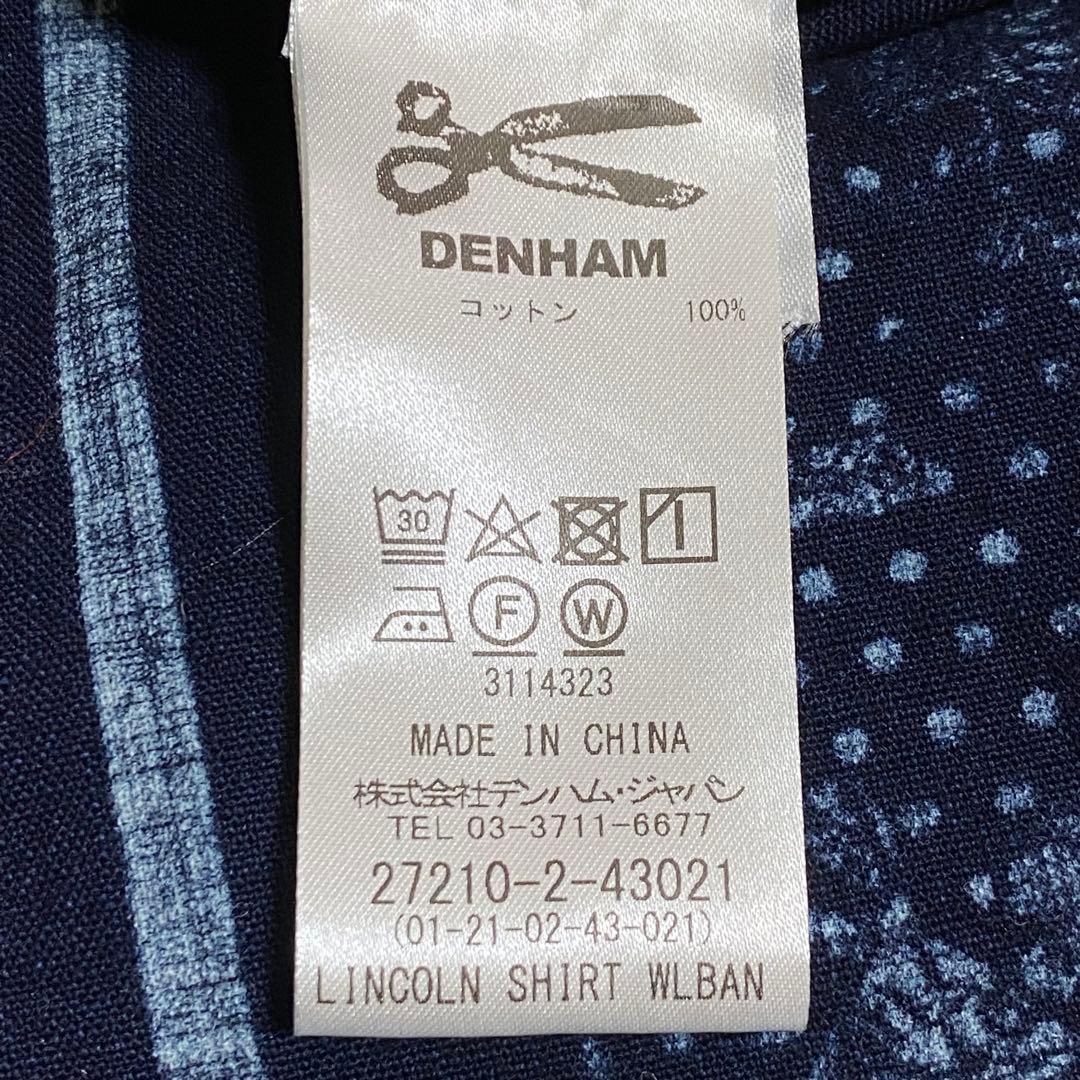 DENHAM
コットン 100%
30
F W
3114323
MADE IN CHINA
株式会社デンハム・ジャパン
TEL 03-3711-6677
27210-2-43021
(01-21-02-43-021)
LINCOLN SHIRT WLBAN